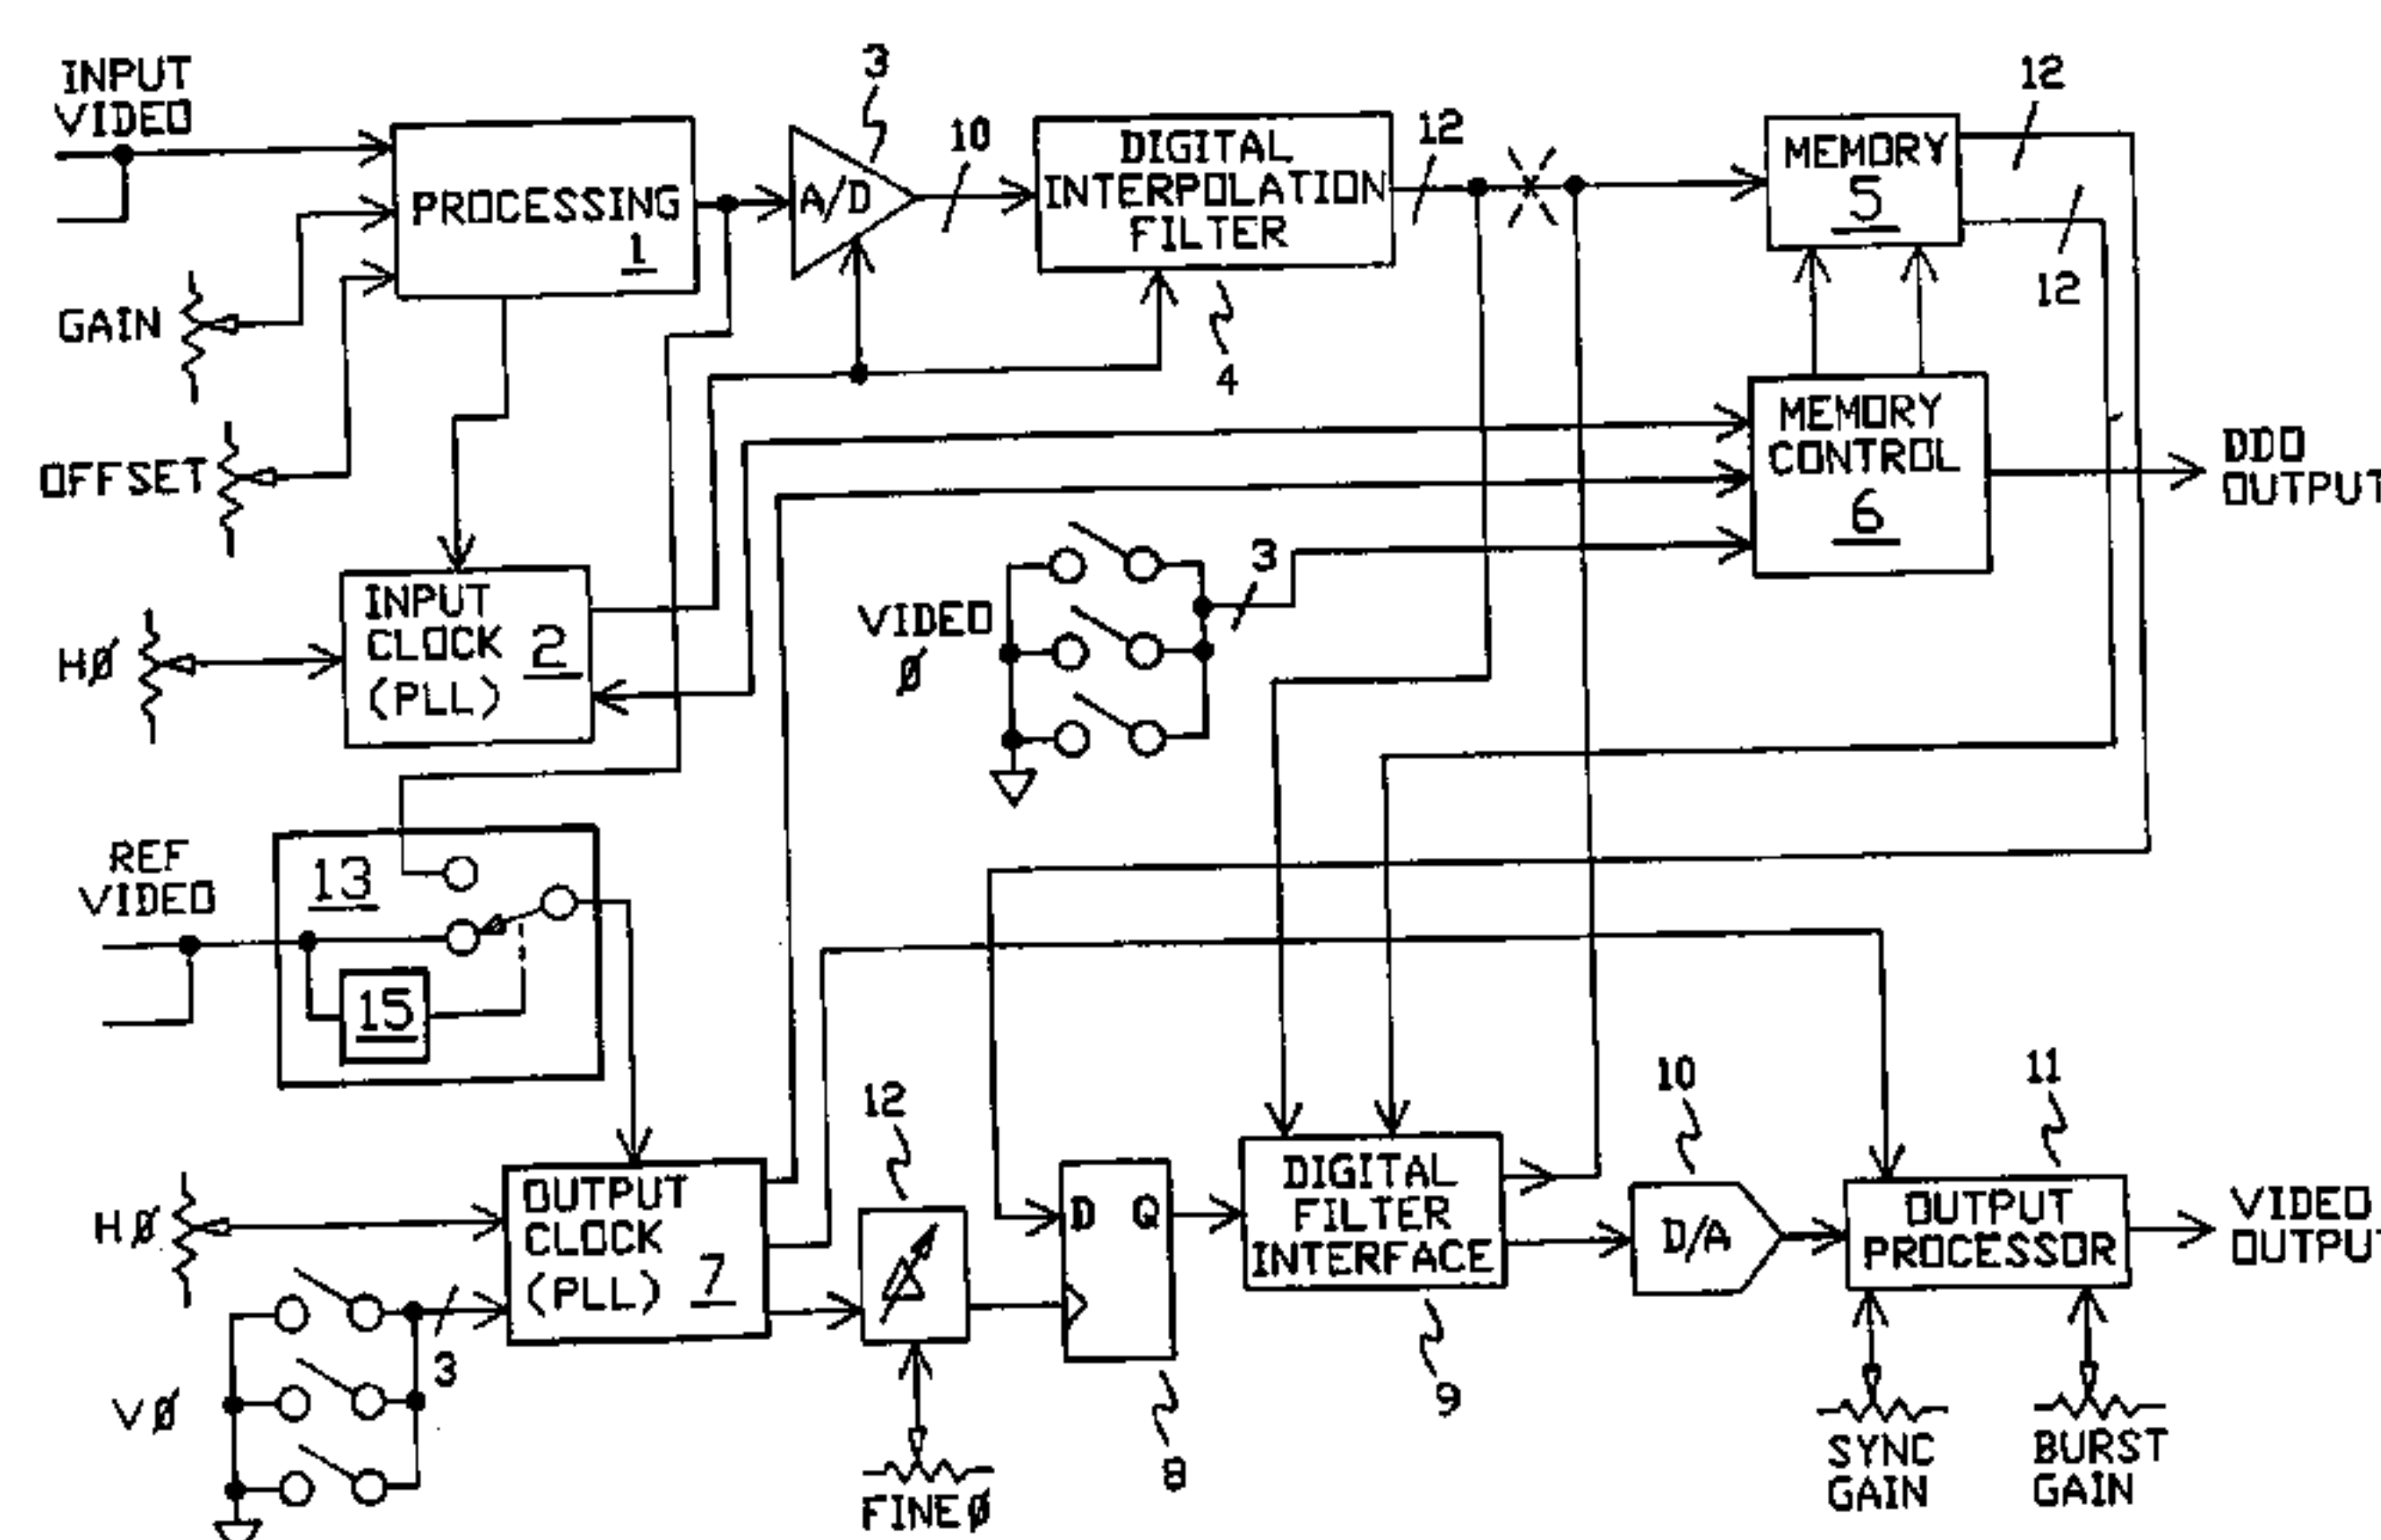 INPUT
VIDEO
PROCESSING
1
GAIN
OFFSET
3
A/D
10
DIGITAL
INTERPOLATION
FILTER
4
12
MEMORY
5
12
12
MEMORY
CONTROL
6
DDO
OUTPUT
HØ
INPUT
CLOCK
(PLL)
2
VIDEO
Ø
3
REF
VIDEO
13
15
HØ
VØ
3
OUTPUT
CLOCK
(PLL)
7
12
FINE Ø
D Q
8
DIGITAL
FILTER
INTERFACE
9
10
D/A
11
OUTPUT
PROCESSOR
VIDEO
OUTPUT
SYNC
GAIN
BURST
GAIN